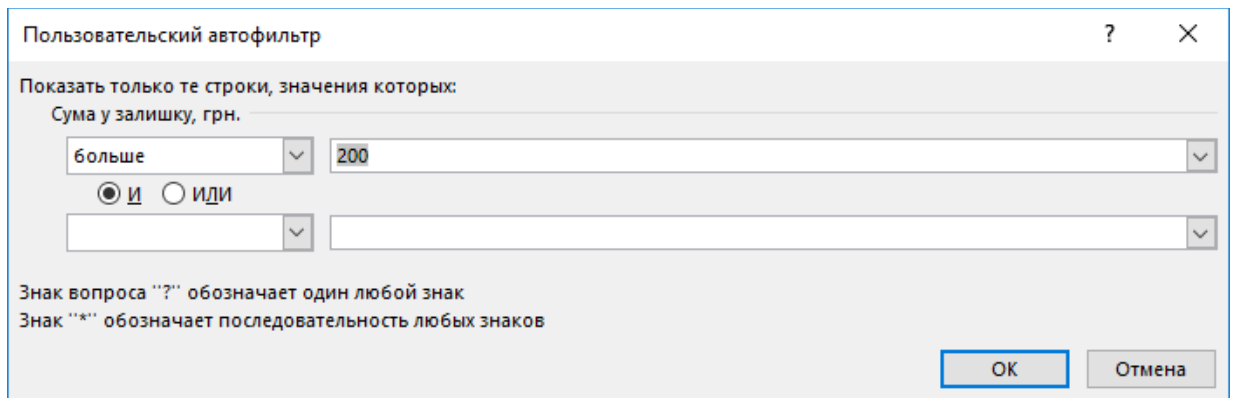 Пользовательский автофильтр ? ×
Показать только те строки, значения которых:
Сума у залишку, грн.
больше 200
И ИЛИ
Знак вопроса "?" обозначает один любой знак
Знак "*" обозначает последовательность любых знаков
ОК Отмена